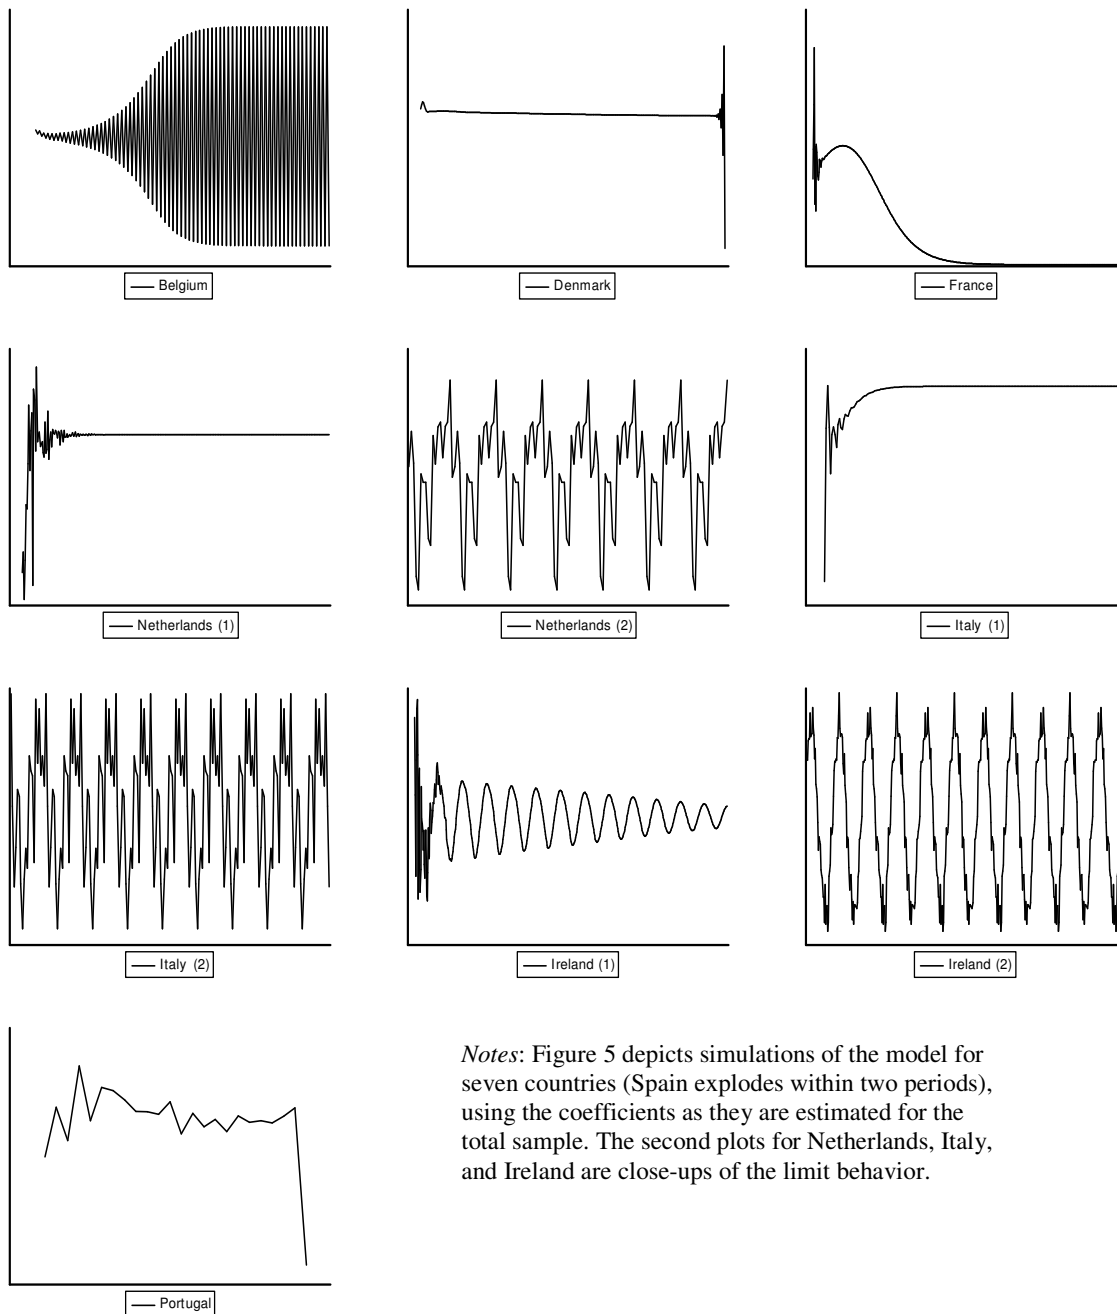 Belgium
Denmark
France
Netherlands (1)
Netherlands (2)
Italy (1)
Italy (2)
Ireland (1)
Ireland (2)
Notes: Figure 5 depicts simulations of the model for
seven countries (Spain explodes within two periods),
using the coefficients as they are estimated for the
total sample. The second plots for Netherlands, Italy,
and Ireland are close-ups of the limit behavior.
Portugal